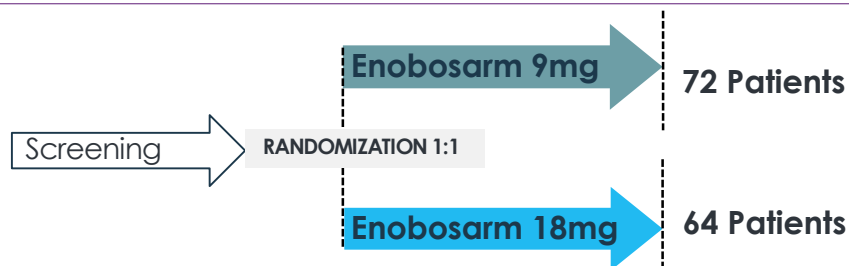 Enobosarm 9mg
72 Patients
Screening
RANDOMIZATION 1:1
Enobosarm 18mg
64 Patients